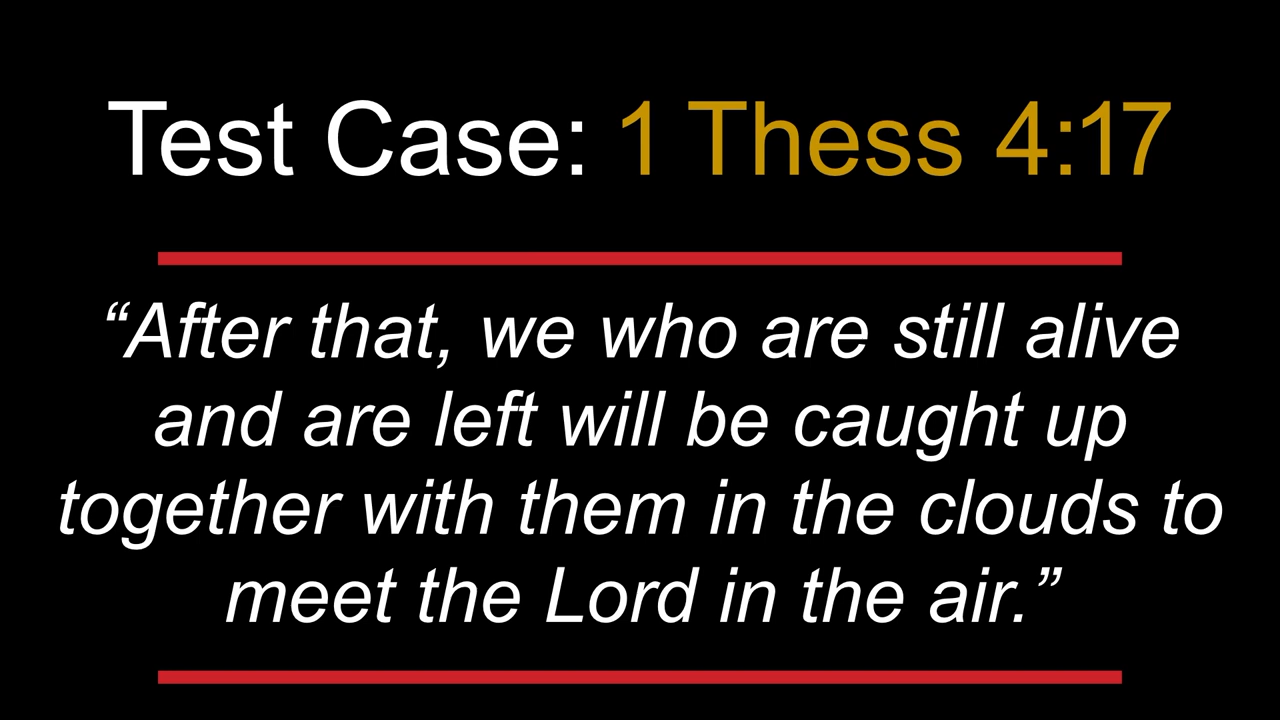 Test Case: 1 Thess 4:17
“After that, we who are still alive
and are left will be caught up
together with them in the clouds to
meet the Lord in the air.”